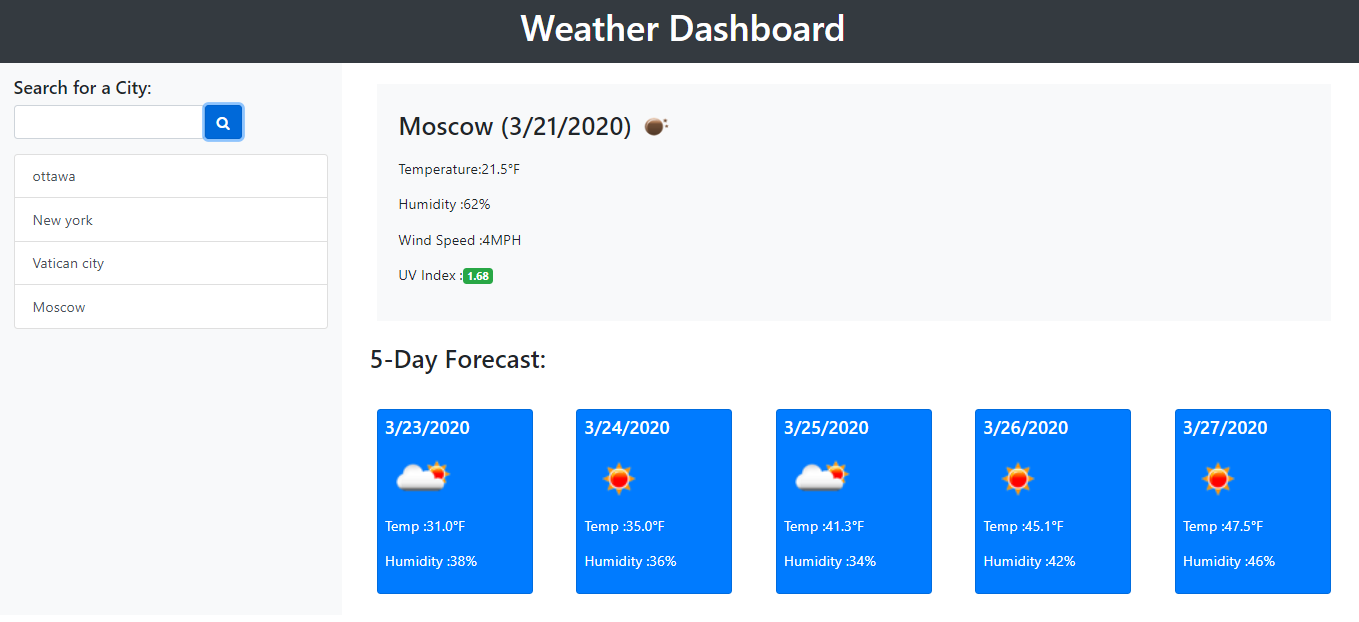 Weather Dashboard
Search for a City:
ottawa
New york
Vatican city
Moscow
Moscow (3/21/2020)
Temperature:21.5°F
Humidity :62%
Wind Speed :4MPH
UV Index :1.68
5-Day Forecast:
3/23/2020
Temp :31.0°F
Humidity :38%
3/24/2020
Temp :35.0°F
Humidity :36%
3/25/2020
Temp :41.3°F
Humidity :34%
3/26/2020
Temp :45.1°F
Humidity :42%
3/27/2020
Temp :47.5°F
Humidity :46%